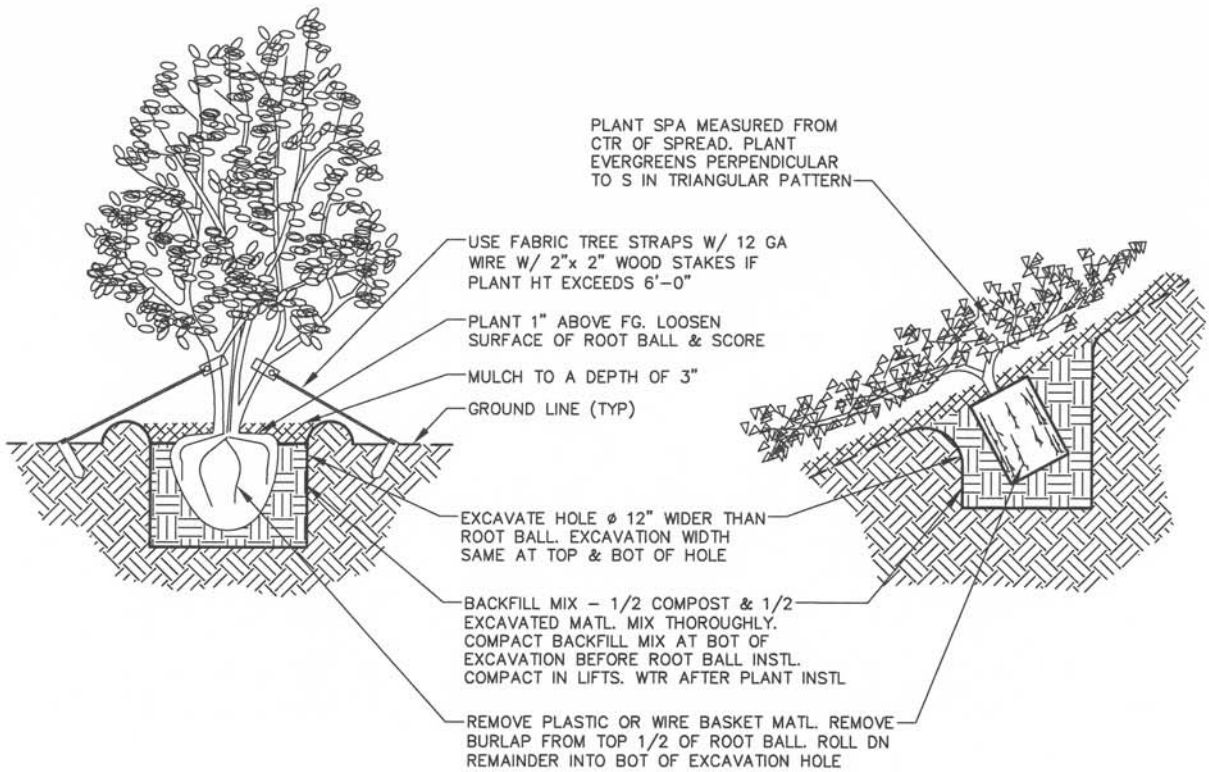 PLANT SPA MEASURED FROM
CTR OF SPREAD. PLANT
EVERGREENS PERPENDICULAR
TO S IN TRIANGULAR PATTERN
USE FABRIC TREE STRAPS W/ 12 GA
WIRE W/ 2"x 2" WOOD STAKES IF
PLANT HT EXCEEDS 6'-0"
PLANT 1" ABOVE FG. LOOSEN
SURFACE OF ROOT BALL & SCORE
MULCH TO A DEPTH OF 3"
GROUND LINE (TYP)
EXCAVATE HOLE ø 12" WIDER THAN
ROOT BALL. EXCAVATION WIDTH
SAME AT TOP & BOT OF HOLE
BACKFILL MIX - 1/2 COMPOST & 1/2
EXCAVATED MATL. MIX THOROUGHLY.
COMPACT BACKFILL MIX AT BOT OF
EXCAVATION BEFORE ROOT BALL INSTL.
COMPACT IN LIFTS. WTR AFTER PLANT INSTL
REMOVE PLASTIC OR WIRE BASKET MATL. REMOVE
BURLAP FROM TOP 1/2 OF ROOT BALL. ROLL DN
REMAINDER INTO BOT OF EXCAVATION HOLE